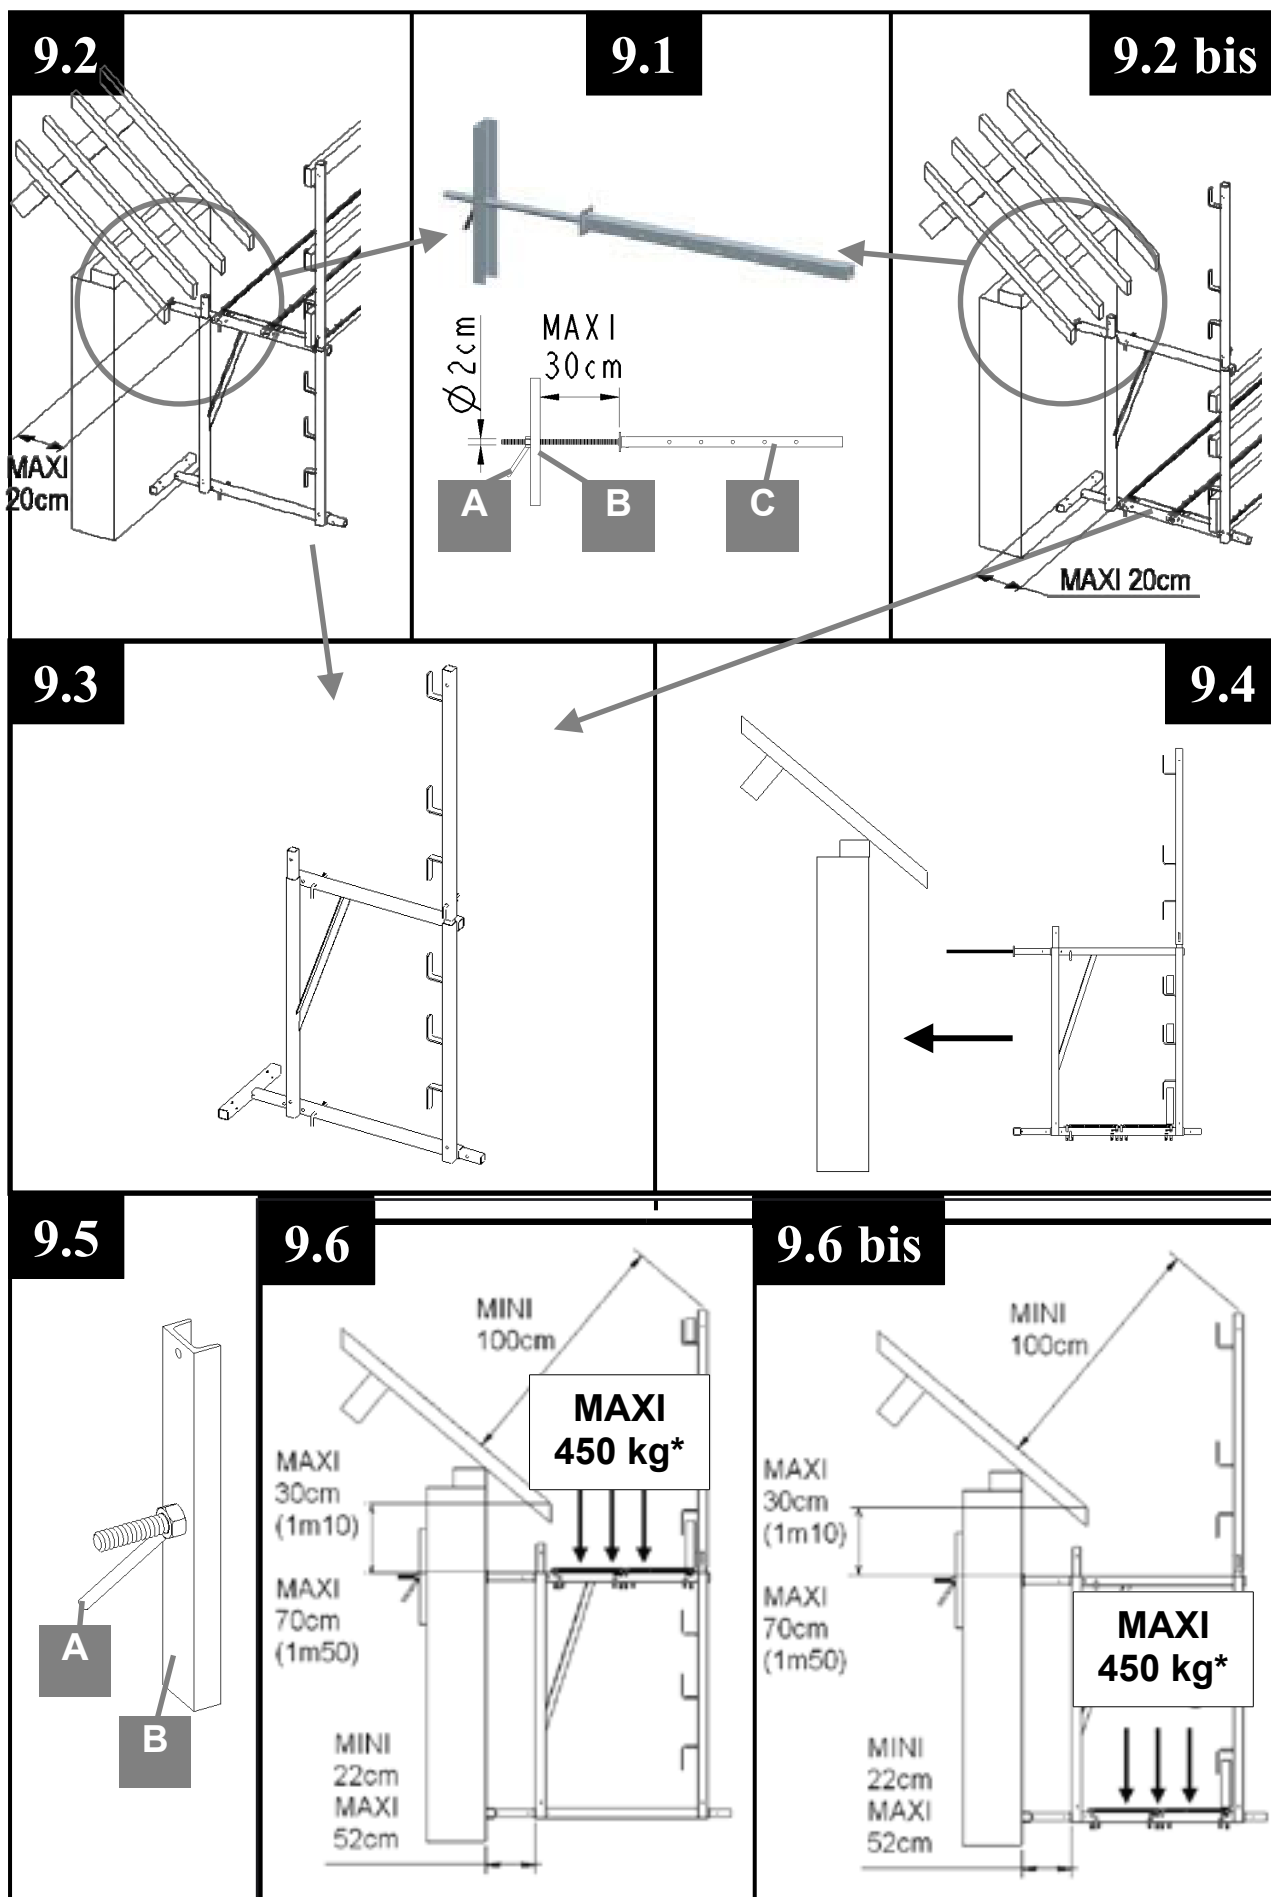 9.2
9.1
9.2 bis
MAXI
20cm
Ø 2cm
MAXI
30cm
A
B
C
MAXI 20cm
9.3
9.4
9.5
A
B
9.6
MINI
100cm
MAXI
450 kg*
MAXI
30cm
(1m10)
MAXI
70cm
(1m50)
MINI
22cm
MAXI
52cm
9.6 bis
MINI
100cm
MAXI
30cm
(1m10)
MAXI
70cm
(1m50)
MAXI
450 kg*
MINI
22cm
MAXI
52cm